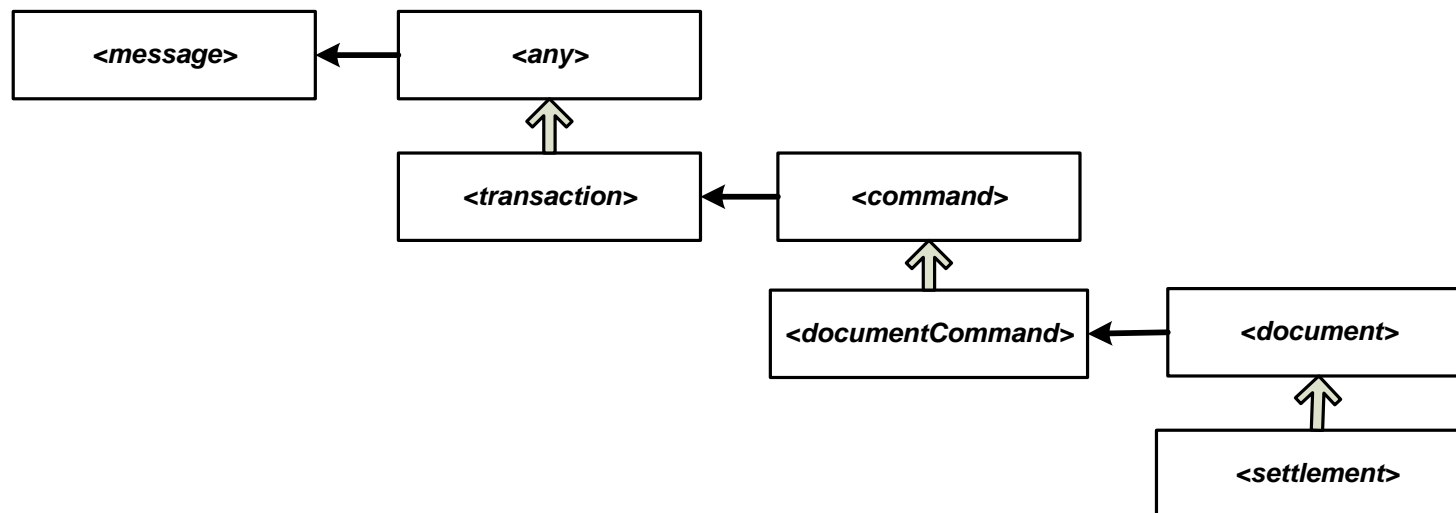 <message>
<any>
<transaction>
<command>
<documentCommand>
<document>
<settlement>